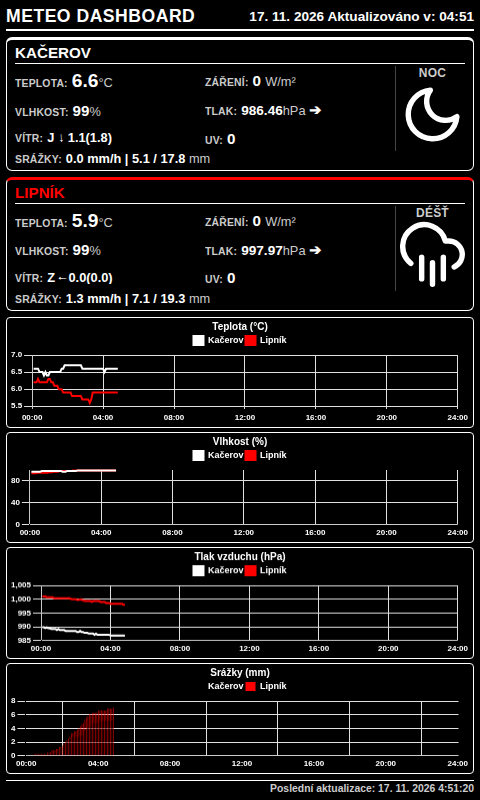 METEO DASHBOARD 17. 11. 2026 Aktualizováno v: 04:51
KAČEROV
NOC
TEPLOTA: 6.6°C ZÁŘENÍ: 0 W/m²
VLHKOST: 99% TLAK: 986.46hPa ➔
VÍTR: J ↓ 1.1(1.8) UV: 0
SRÁŽKY: 0.0 mm/h | 5.1 / 17.8 mm
LIPNÍK
DÉŠŤ
TEPLOTA: 5.9°C ZÁŘENÍ: 0 W/m²
VLHKOST: 99% TLAK: 997.97hPa ➔
VÍTR: Z ←0.0(0.0) UV: 0
SRÁŽKY: 1.3 mm/h | 7.1 / 19.3 mm
Teplota (°C)
Kačerov Lipník
7.0
6.5
6.0
5.5
00:00 04:00 08:00 12:00 16:00 20:00 24:00
Vlhkost (%)
Kačerov Lipník
80
40
0
00:00 04:00 08:00 12:00 16:00 20:00 24:00
Tlak vzduchu (hPa)
Kačerov Lipník
1,005
1,000
995
990
985
00:00 04:00 08:00 12:00 16:00 20:00 24:00
Srážky (mm)
Kačerov Lipník
8
6
4
2
0
00:00 04:00 08:00 12:00 16:00 20:00 24:00
Poslední aktualizace: 17. 11. 2026 4:51:20